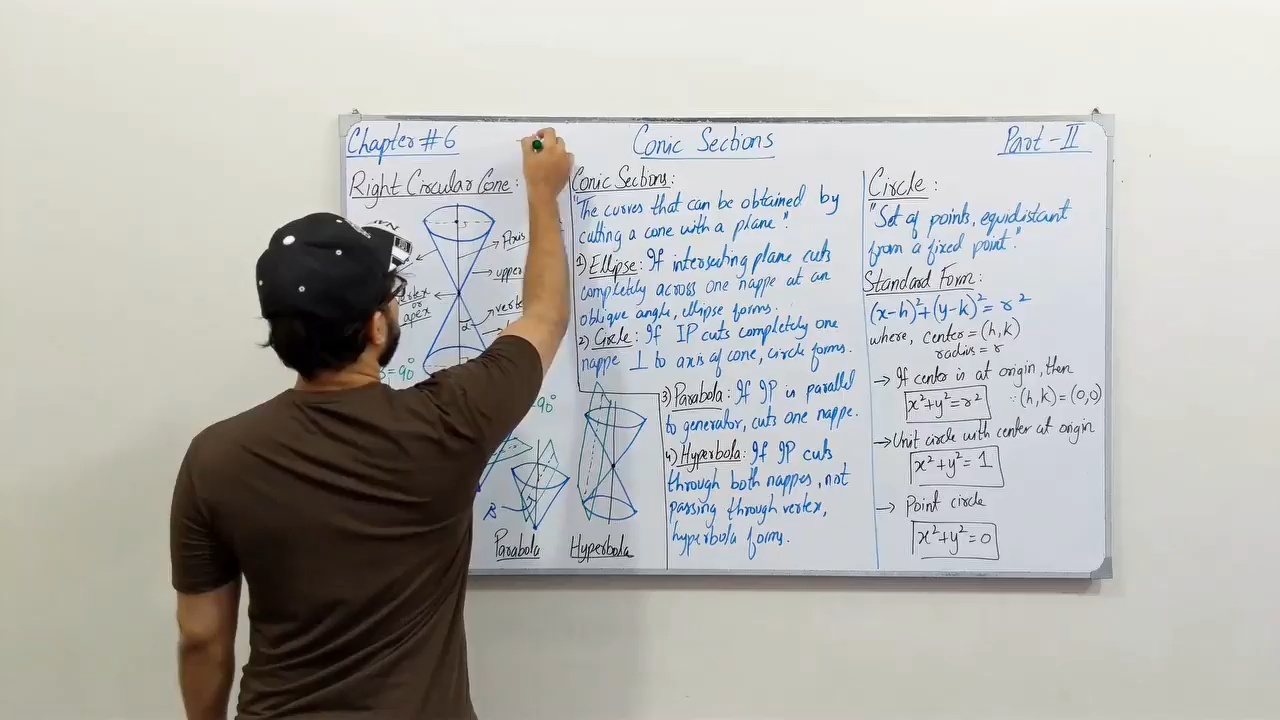 Chapter # 6
Conic Sections
Part - II
Right Circular Cone:
Axis
upper
or
apex
α
= 90°
90°
Parabola
Hyperbola
Conic Sections:
"The curves that can be obtained by
cutting a cone with a plane."
1) Ellipse: If intersecting plane cuts
completely across one nappe at an
oblique angle, ellipse forms.
2) Circle: If IP cuts completely one
nappe ⊥ to axis of cone, circle forms.
3) Parabola: If IP is parallel
to generator, cuts one nappe.
4) Hyperbola: If IP cuts
through both nappes, not
passing through vertex,
hyperbola forms.
Circle:
"Set of points, equidistant
from a fixed point."
Standard Form:
(x-h)²+(y-k)² = r²
where, center = (h,k)
radius = r
→ If center is at origin, then
∵ (h,k) = (0,0)
x²+y² = r²
→ Unit circle with center at origin
x²+y² = 1
→ Point circle
x²+y² = 0